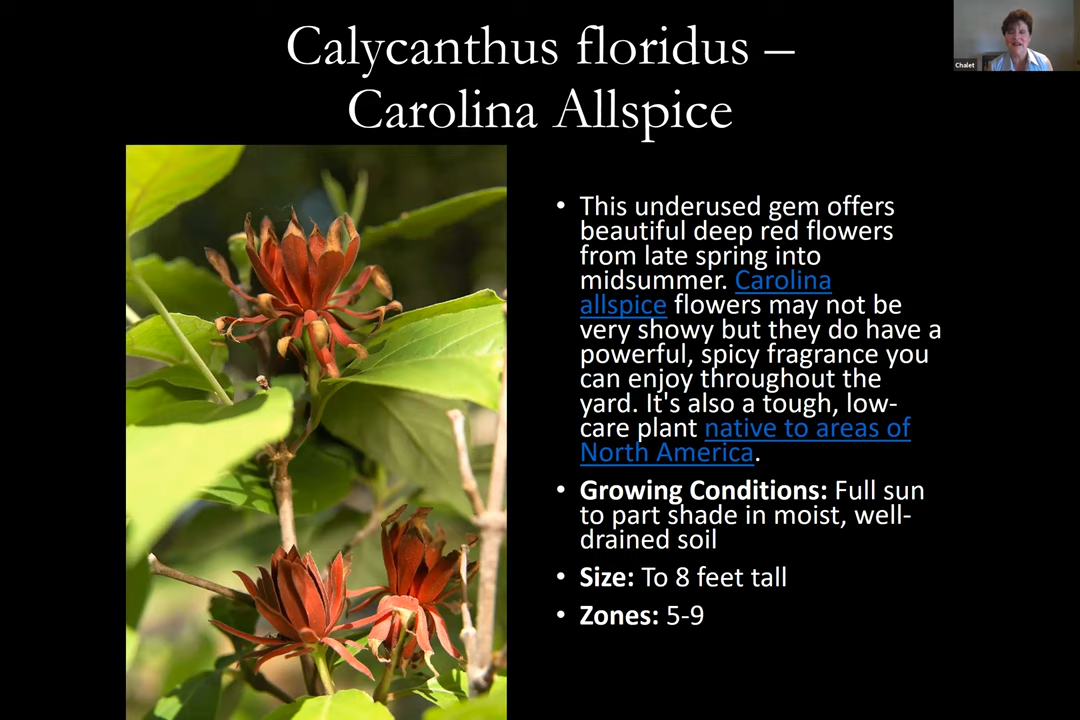 Calycanthus floridus –
Carolina Allspice
Chalet
• This underused gem offers
beautiful deep red flowers
from late spring into
midsummer. Carolina
allspice flowers may not be
very showy but they do have a
powerful, spicy fragrance you
can enjoy throughout the
yard. It's also a tough, low-
care plant native to areas of
North America.
• Growing Conditions: Full sun
to part shade in moist, well-
drained soil
• Size: To 8 feet tall
• Zones: 5-9